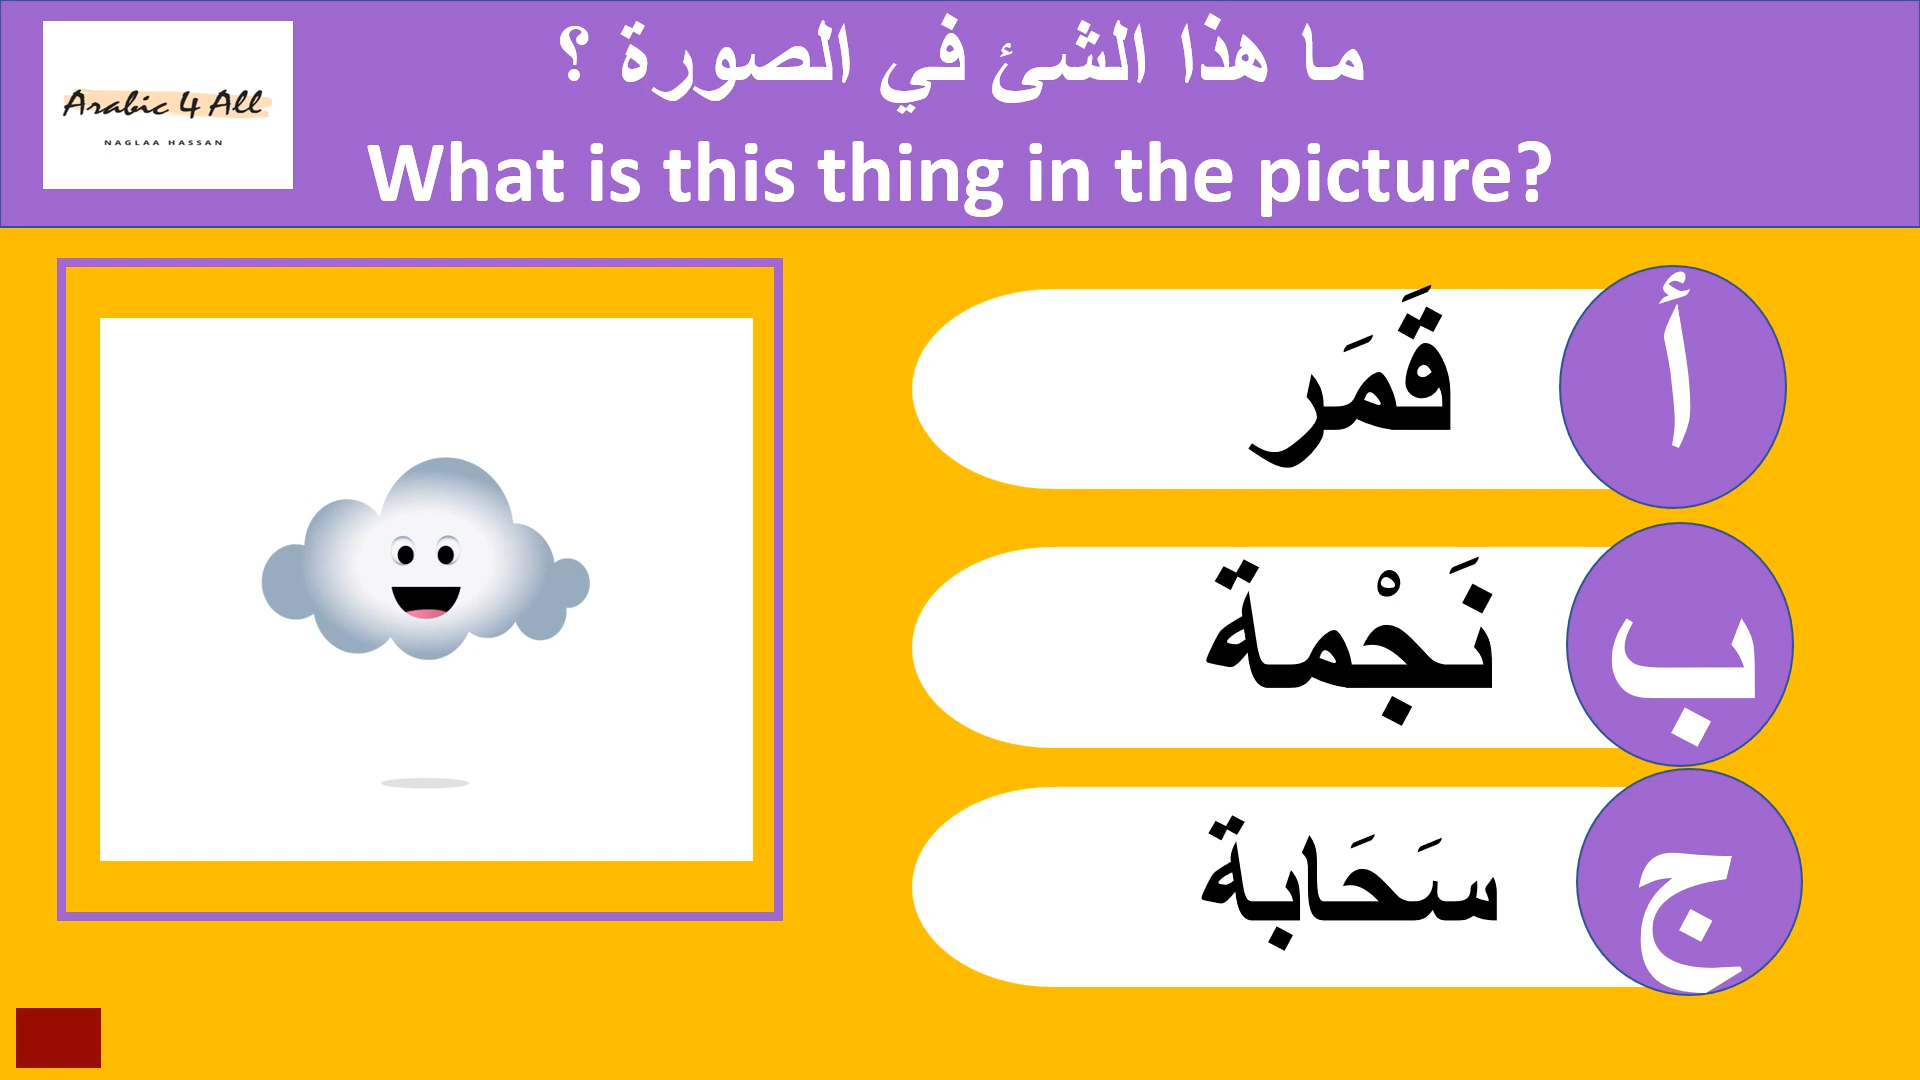 ما هذا الشئ في الصورة ؟
What is this thing in the picture?
Arabic 4 All
NAGLAA HASSAN
أ
قَمَر
ب
نَجْمة
ج
سَحَابة